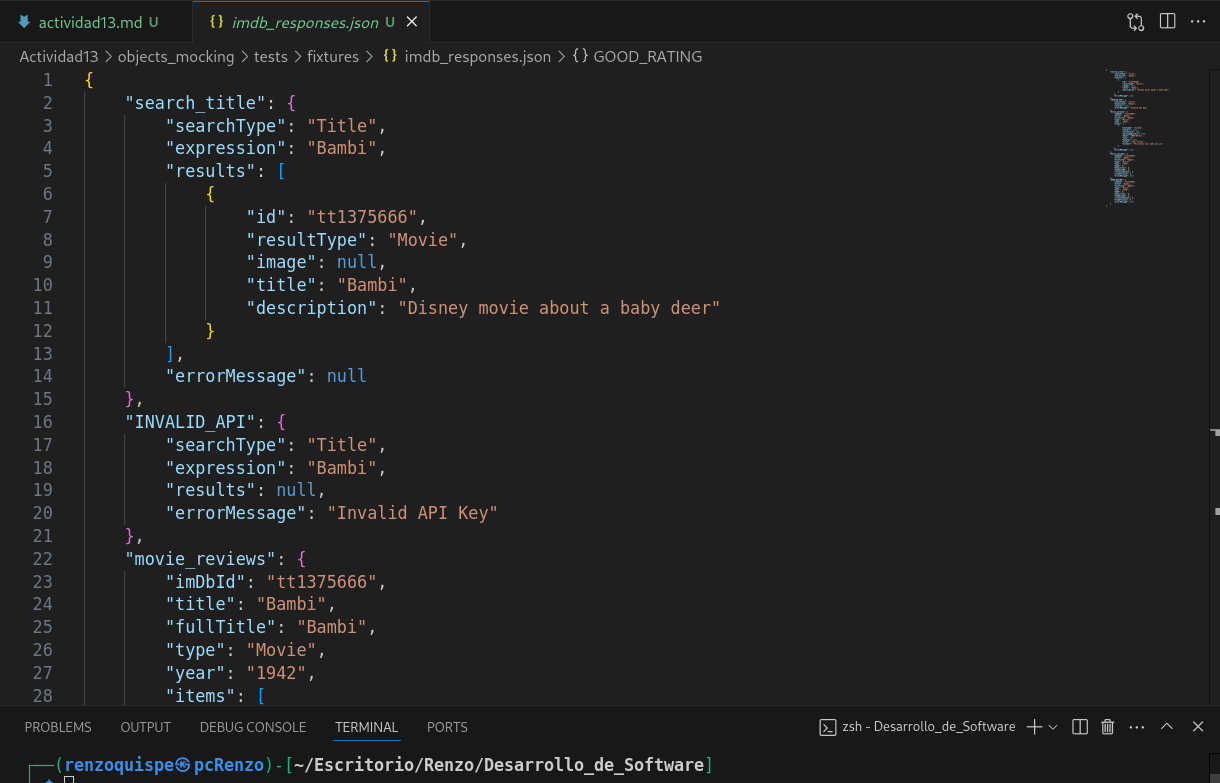 actividad13.md U
{} imdb_responses.json U
Actividad13 > objects_mocking > tests > fixtures > {} imdb_responses.json > {} GOOD_RATING
1 {
2 "search_title": {
3 "searchType": "Title",
4 "expression": "Bambi",
5 "results": [
6 {
7 "id": "tt1375666",
8 "resultType": "Movie",
9 "image": null,
10 "title": "Bambi",
11 "description": "Disney movie about a baby deer"
12 }
13 ],
14 "errorMessage": null
15 },
16 "INVALID_API": {
17 "searchType": "Title",
18 "expression": "Bambi",
19 "results": null,
20 "errorMessage": "Invalid API Key"
21 },
22 "movie_reviews": {
23 "imDbId": "tt1375666",
24 "title": "Bambi",
25 "fullTitle": "Bambi",
26 "type": "Movie",
27 "year": "1942",
28 "items": [
PROBLEMS OUTPUT DEBUG CONSOLE TERMINAL PORTS
zsh - Desarrollo_de_Software
(renzoquispe㉿pcRenzo)-[~/Escritorio/Renzo/Desarrollo_de_Software]